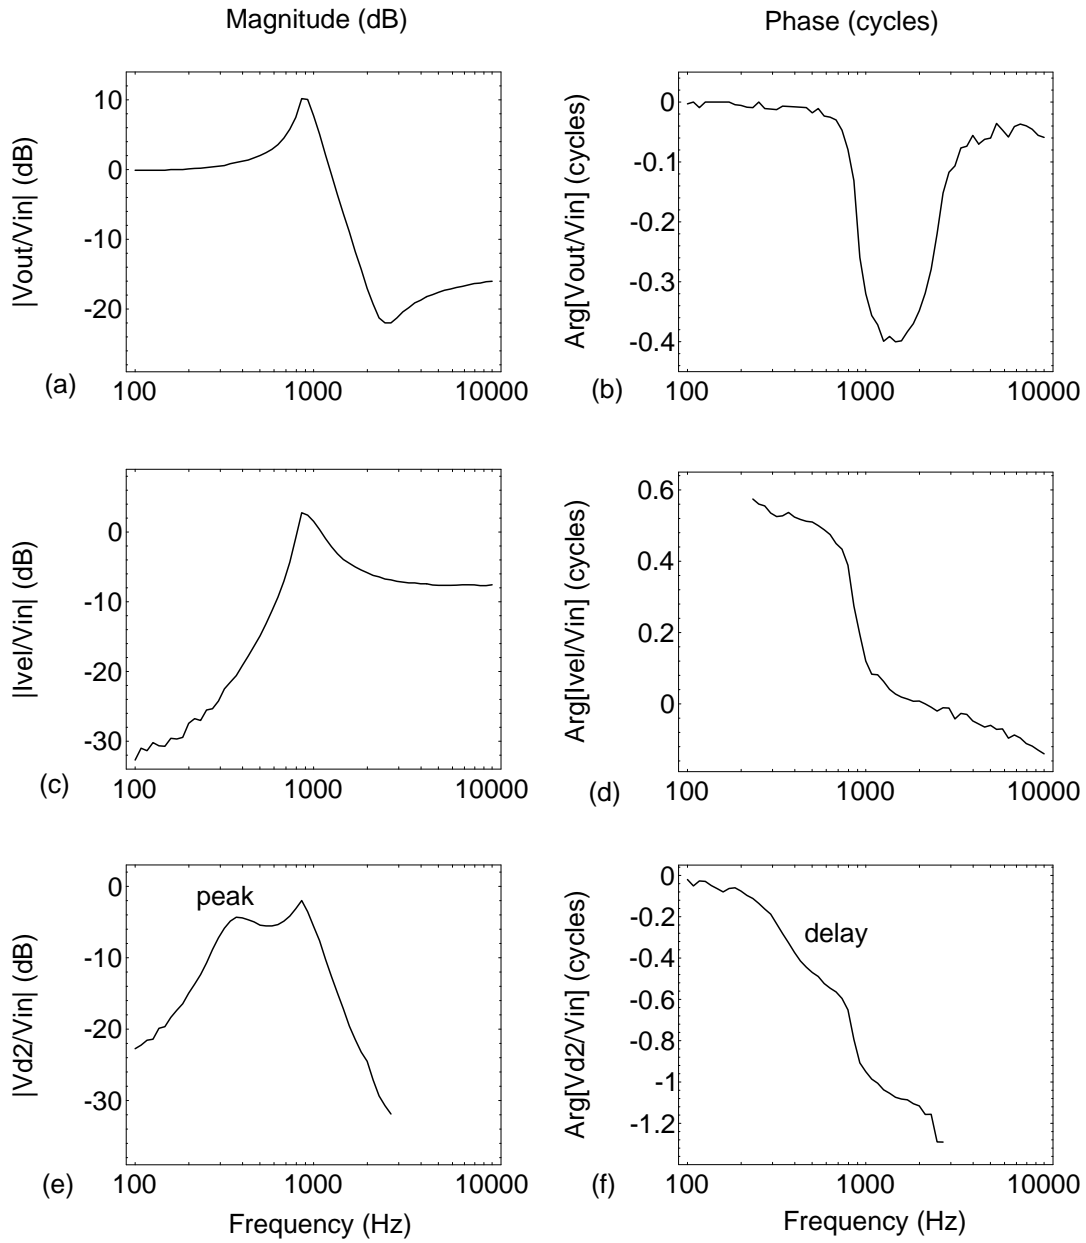 Magnitude (dB)
Phase (cycles)
|Vout/Vin| (dB)
10
0
-10
-20
(a)
100
1000
10000
Arg[Vout/Vin] (cycles)
0
-0.1
-0.2
-0.3
-0.4
(b)
100
1000
10000
|Ivel/Vin| (dB)
0
-10
-20
-30
(c)
100
1000
10000
Arg[Ivel/Vin] (cycles)
0.6
0.4
0.2
0
(d)
100
1000
10000
|Vd2/Vin| (dB)
0
-10
-20
-30
peak
(e)
100
1000
10000
Frequency (Hz)
Arg[Vd2/Vin] (cycles)
0
-0.2
-0.4
-0.6
-0.8
-1
-1.2
delay
(f)
100
1000
10000
Frequency (Hz)